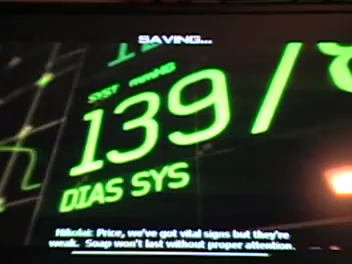 SAVING...
SYST mmHG
139/
DIAS SYS
Nikolai: Price, we've got vital signs but they're
weak. Soap won't last without proper attention.